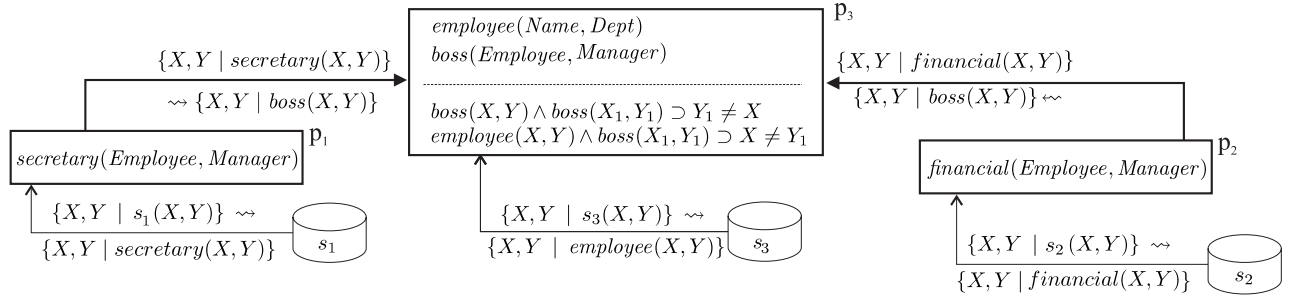 p₃
employee(Name, Dept)
boss(Employee, Manager)
boss(X, Y) ∧ boss(X₁, Y₁) ⊃ Y₁ ≠ X
employee(X, Y) ∧ boss(X₁, Y₁) ⊃ X ≠ Y₁
{X, Y | secretary(X, Y)}
⇝ {X, Y | boss(X, Y)}
p₁
secretary(Employee, Manager)
{X, Y | s₁(X, Y)} ⇝
{X, Y | secretary(X, Y)}
s₁
{X, Y | s₃(X, Y)} ⇝
{X, Y | employee(X, Y)}
s₃
{X, Y | financial(X, Y)}
{X, Y | boss(X, Y)} ⇜
p₂
financial(Employee, Manager)
{X, Y | s₂(X, Y)} ⇝
{X, Y | financial(X, Y)}
s₂